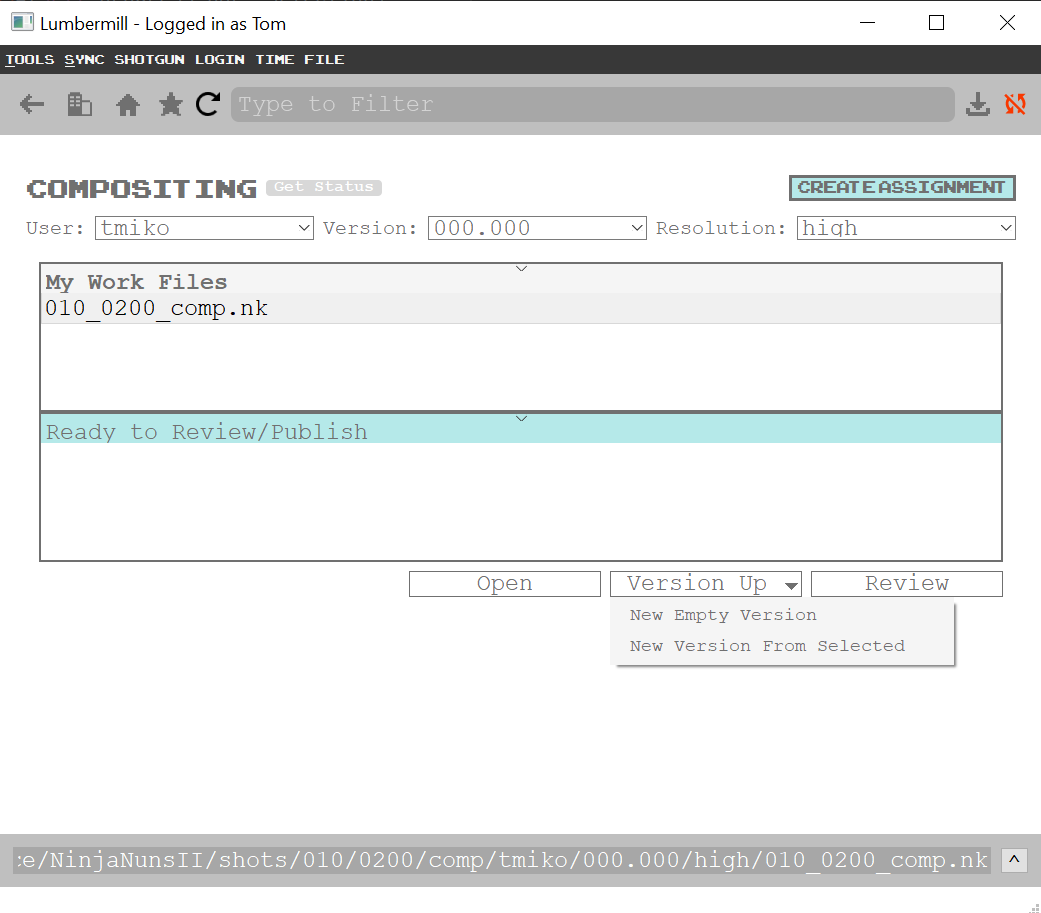 Lumbermill - Logged in as Tom
TOOLS SYNC SHOTGUN LOGIN TIME FILE
Type to Filter
COMPOSITING Get Status CREATE ASSIGNMENT
User: tmiko Version: 000.000 Resolution: high
My Work Files
010_0200_comp.nk
Ready to Review/Publish
Open Version Up Review
New Empty Version
New Version From Selected
e/NinjaNunsII/shots/010/0200/comp/tmiko/000.000/high/010_0200_comp.nk